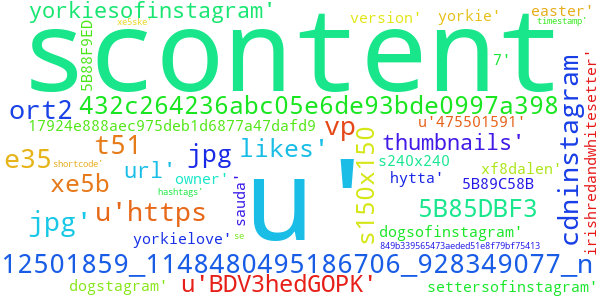 yorkiesofinstagram'
xe5ske'
version'
yorkie'
easter'
timestamp'
scontent
5B88F9ED
7'
ort2
432c264236abc05e6de93bde0997a398
17924e888aec975deb1d6877a47dafd9
vp
u'475501591'
irishredandwhitesetter'
e35
t51
jpg
likes'
s150x150
thumbnails'
cdninstagram
shortcode'
url'
owner'
s240x240
xf8dalen'
xe5b
hashtags'
sauda'
u'
hytta'
5B89C58B
jpg'
u'https
5B85DBF3
yorkielove'
se
dogsofinstagram'
849b339565473aeded51e8f79bf75413
12501859_1148480495186706_928349077_n
dogstagram'
u'BDV3hedGOPK'
settersofinstagram'